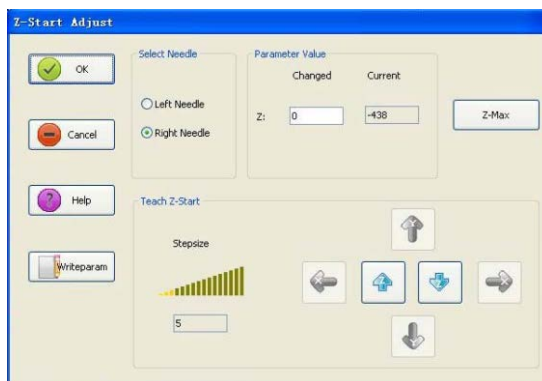 Z-Start Adjust
OK
Cancel
Help
Writeparam
Select Needle
Left Needle
Right Needle
Parameter Value
Changed
Current
Z:
0
-438
Z-Max
Teach Z-Start
Stepsize
5